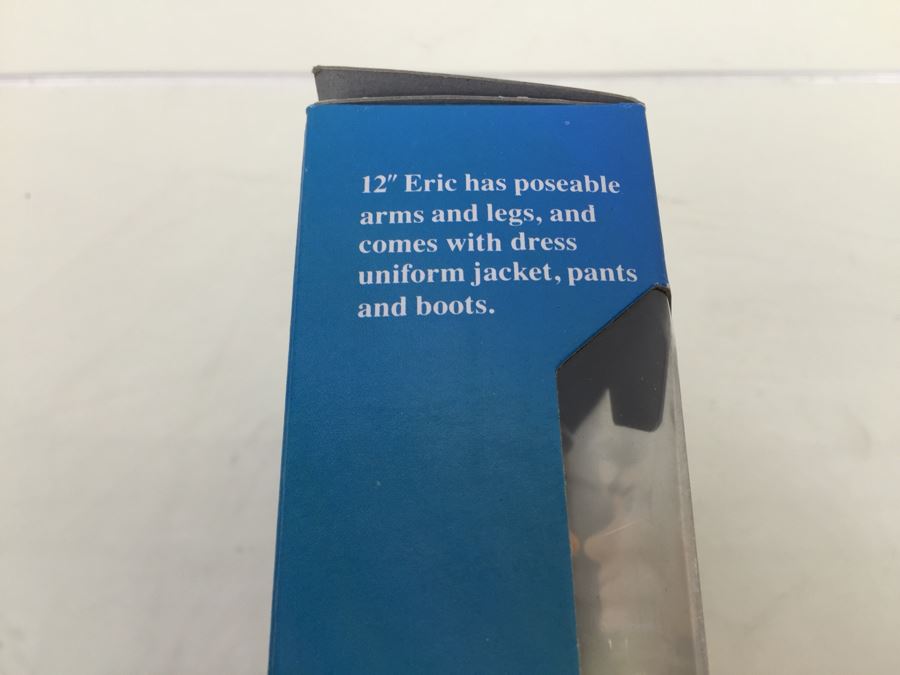 12″ Eric has poseable
arms and legs, and
comes with dress
uniform jacket, pants
and boots.